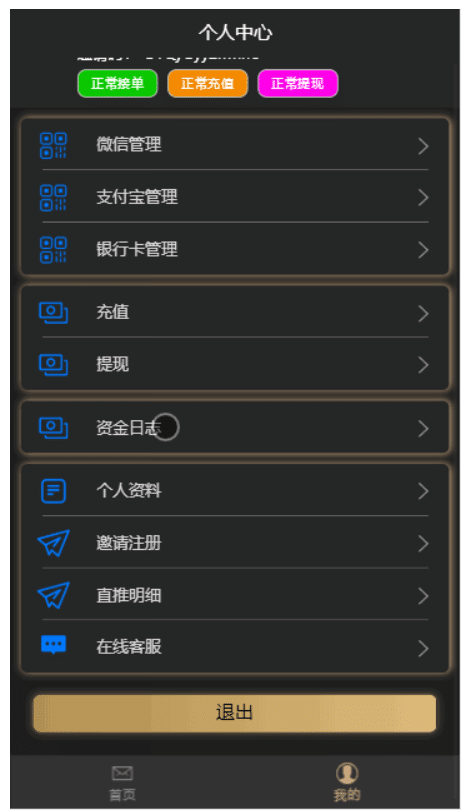 个人中心
正常接单 正常充值 正常提现
微信管理
支付宝管理
银行卡管理
充值
提现
资金日志
个人资料
邀请注册
直推明细
在线客服
退出
首页 我的